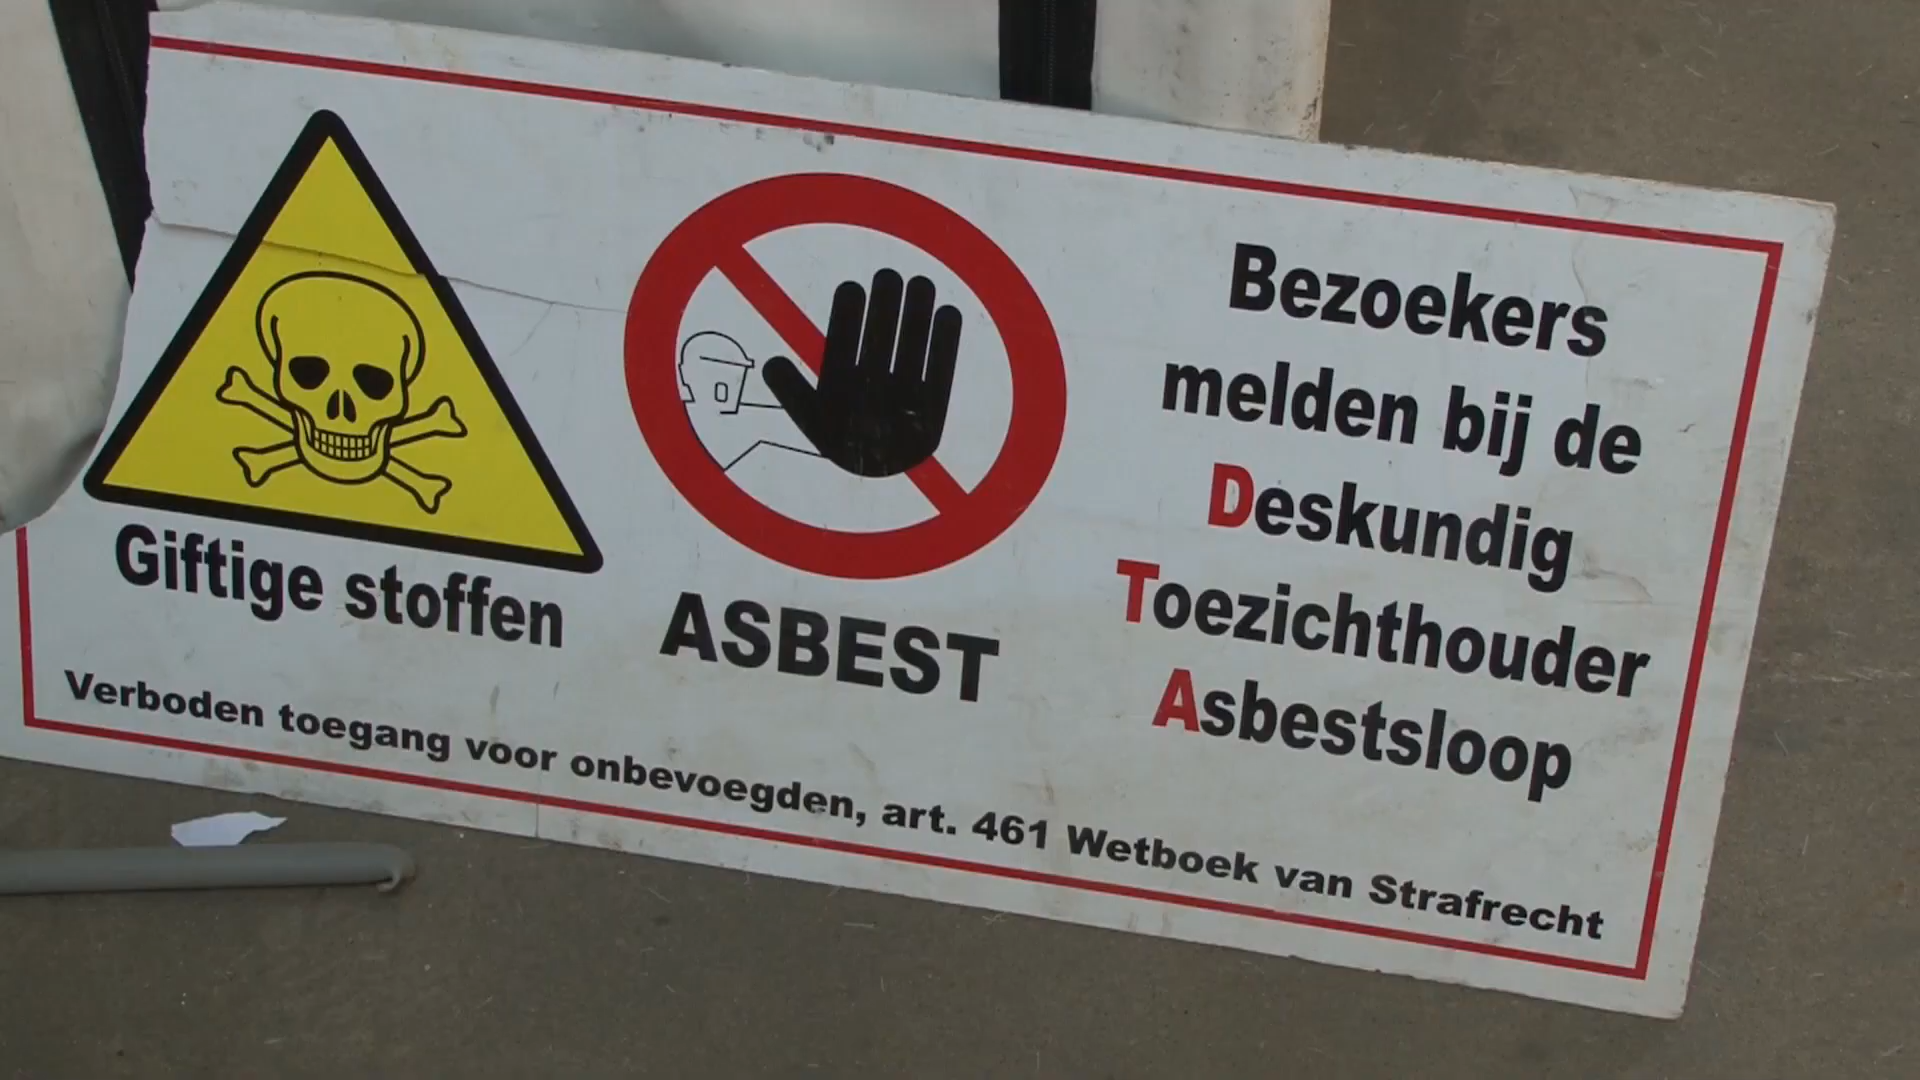 Giftige stoffen
ASBEST
Bezoekers
melden bij de
Deskundig
Toezichthouder
Asbestsloop
Verboden toegang voor onbevoegden, art. 461 Wetboek van Strafrecht